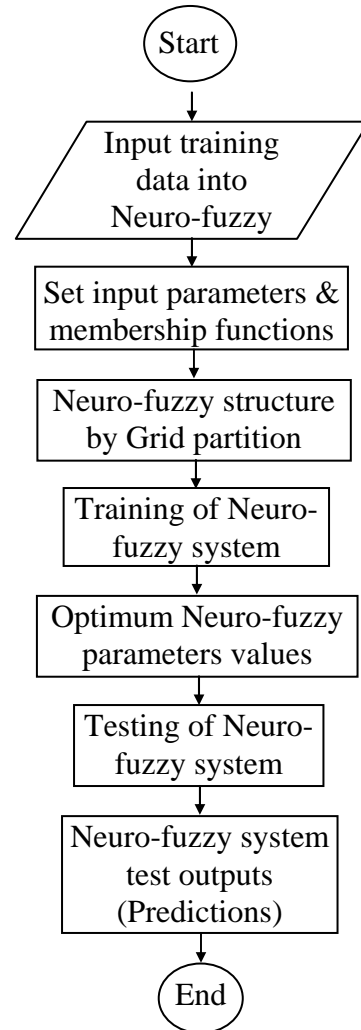 Start
Input training
data into
Neuro-fuzzy
Set input parameters &
membership functions
Neuro-fuzzy structure
by Grid partition
Training of Neuro-
fuzzy system
Optimum Neuro-fuzzy
parameters values
Testing of Neuro-
fuzzy system
Neuro-fuzzy system
test outputs
(Predictions)
End